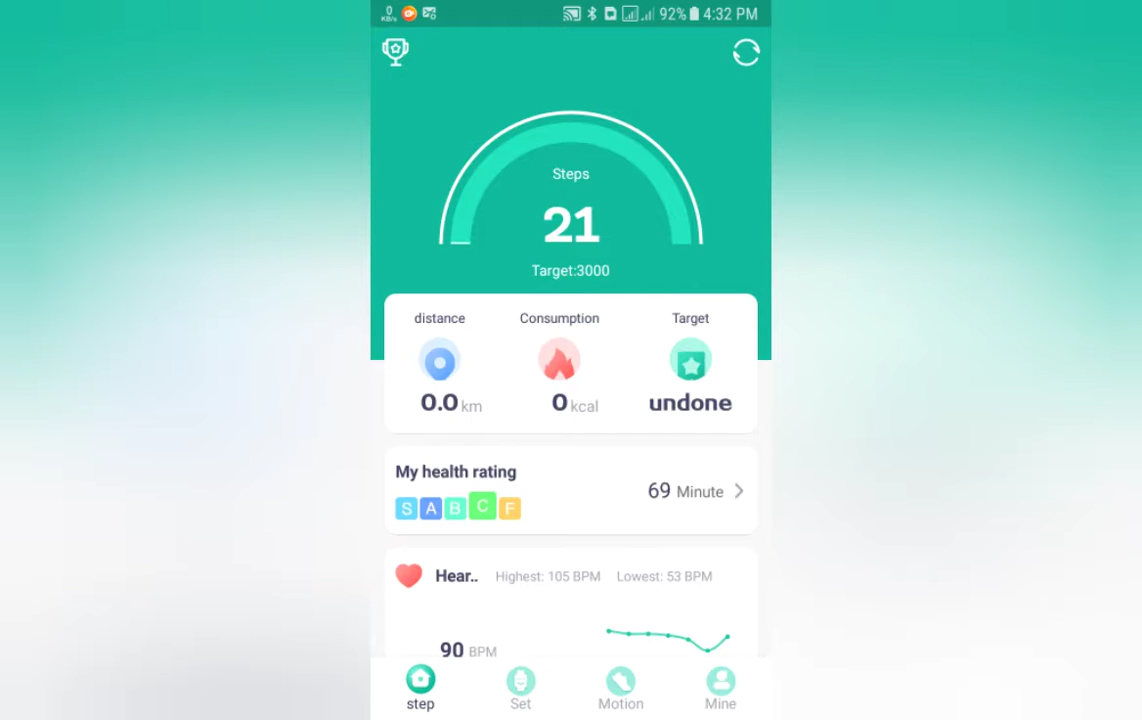 0
KB/s
92% 4:32 PM
Steps
21
Target:3000
distance Consumption Target
0.0 km 0 kcal undone
My health rating
S A B C F
69 Minute
Hear.. Highest: 105 BPM Lowest: 53 BPM
90 BPM
step Set Motion Mine